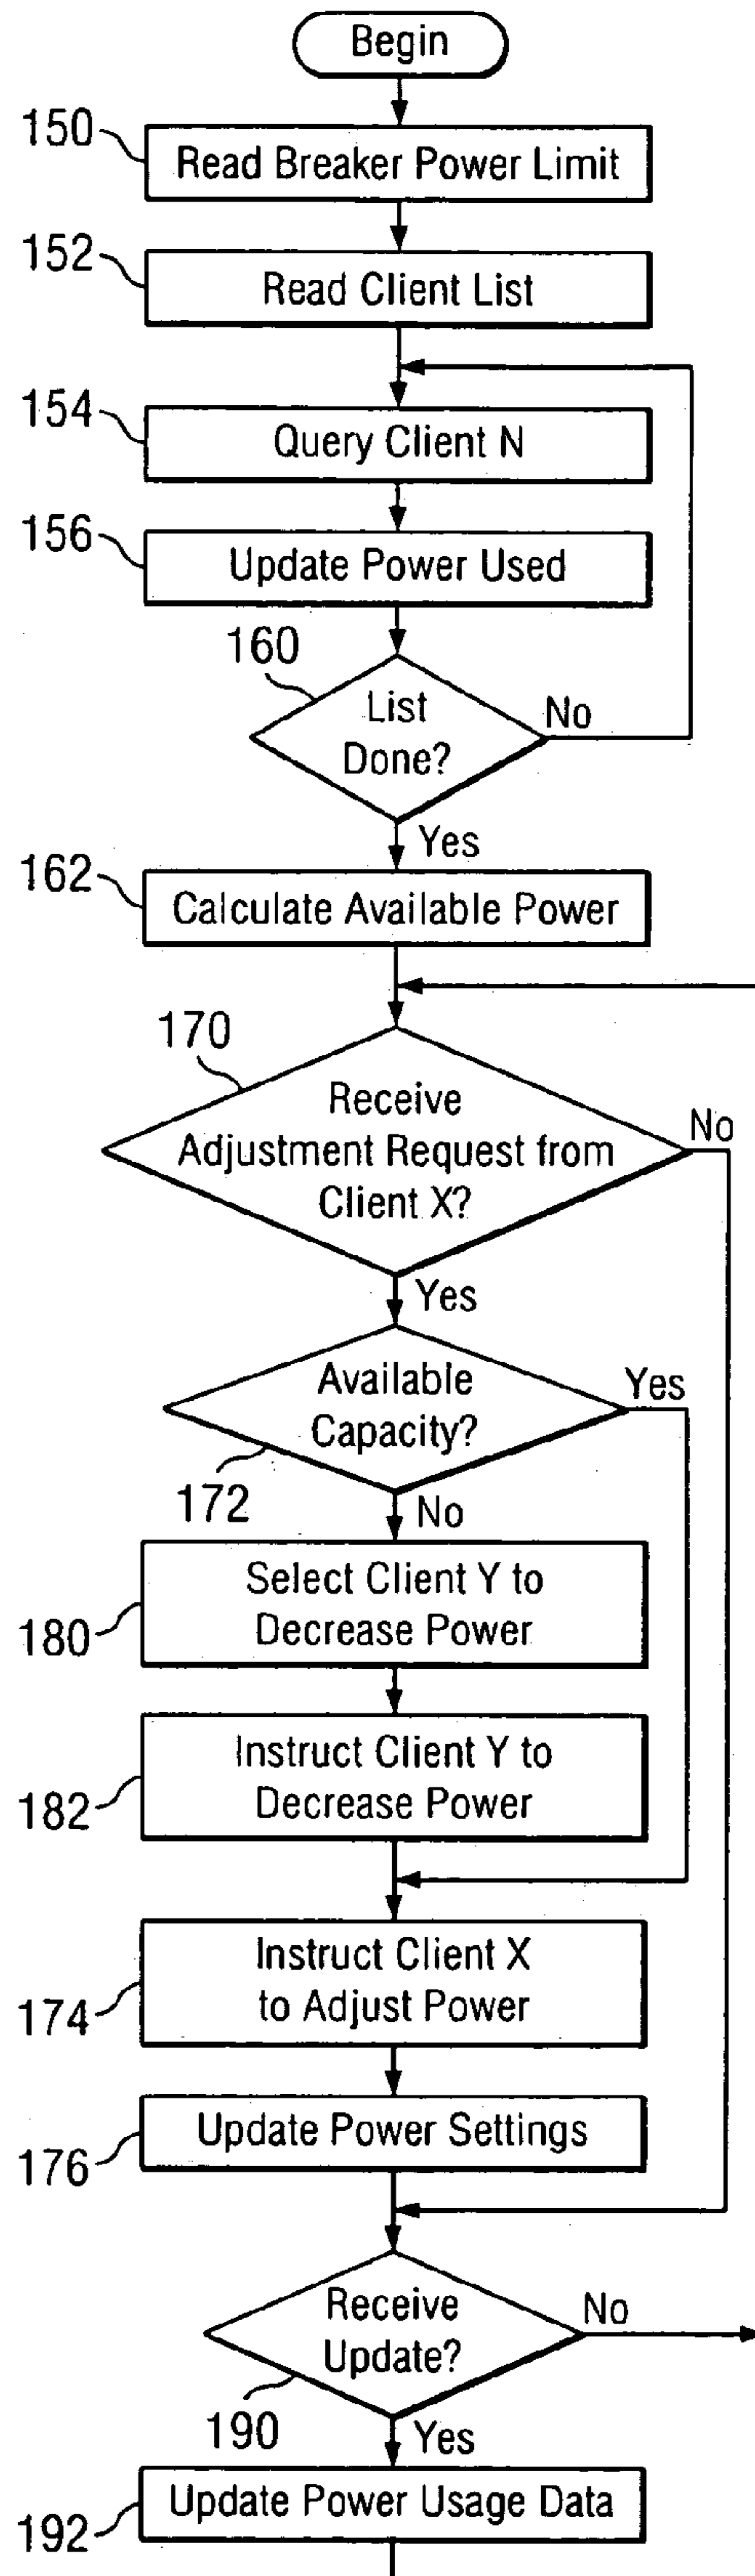 Begin
150
Read Breaker Power Limit
152
Read Client List
154
Query Client N
156
Update Power Used
160
List
Done?
No
Yes
162
Calculate Available Power
170
Receive
Adjustment Request from
Client X?
No
Yes
Available
Capacity?
Yes
172
No
Select Client Y to
Decrease Power
180
Instruct Client Y to
Decrease Power
182
Instruct Client X
to Adjust Power
174
Update Power Settings
176
Receive
Update?
No
190
Yes
Update Power Usage Data
192